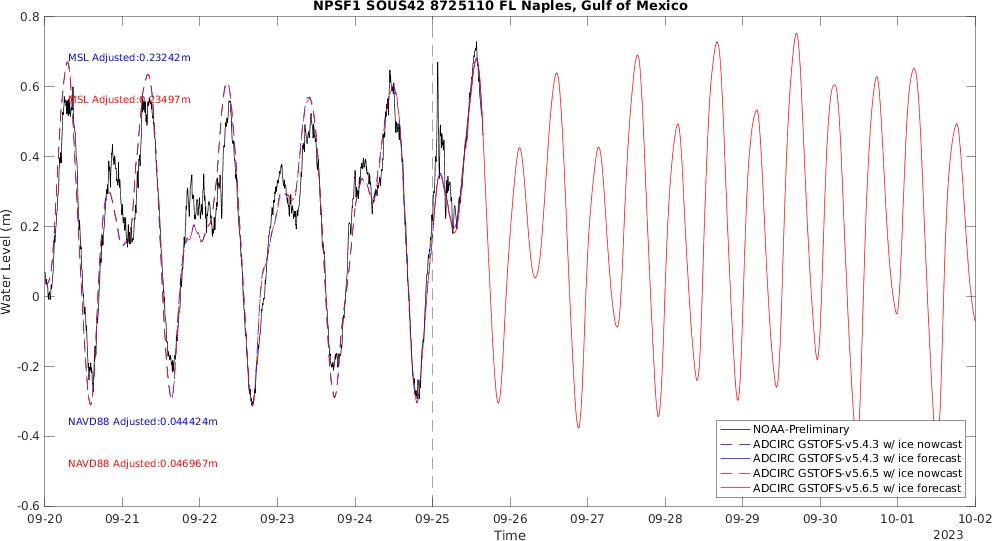 NPSF1 SOUS42 8725110 FL Naples, Gulf of Mexico
0.8
0.6
0.4
0.2
0
-0.2
-0.4
-0.6
Water Level (m)
MSL Adjusted:0.23242m
MSL Adjusted:0.23497m
NAVD88 Adjusted:0.044424m
NAVD88 Adjusted:0.046967m
NOAA-Preliminary
ADCIRC GSTOFS-v5.4.3 w/ ice nowcast
ADCIRC GSTOFS-v5.4.3 w/ ice forecast
ADCIRC GSTOFS-v5.6.5 w/ ice nowcast
ADCIRC GSTOFS-v5.6.5 w/ ice forecast
09-20 09-21 09-22 09-23 09-24 09-25 09-26 09-27 09-28 09-29 09-30 10-01 10-02
Time
2023